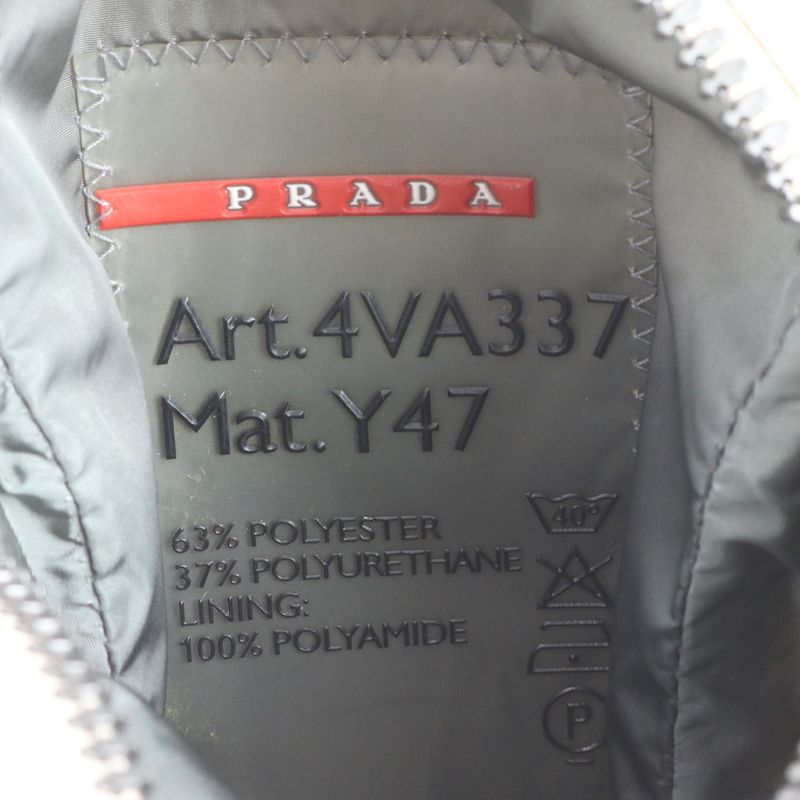 PRADA
Art.4VA337
Mat.Y47
63% POLYESTER
37% POLYURETHANE
LINING:
100% POLYAMIDE
40°
P